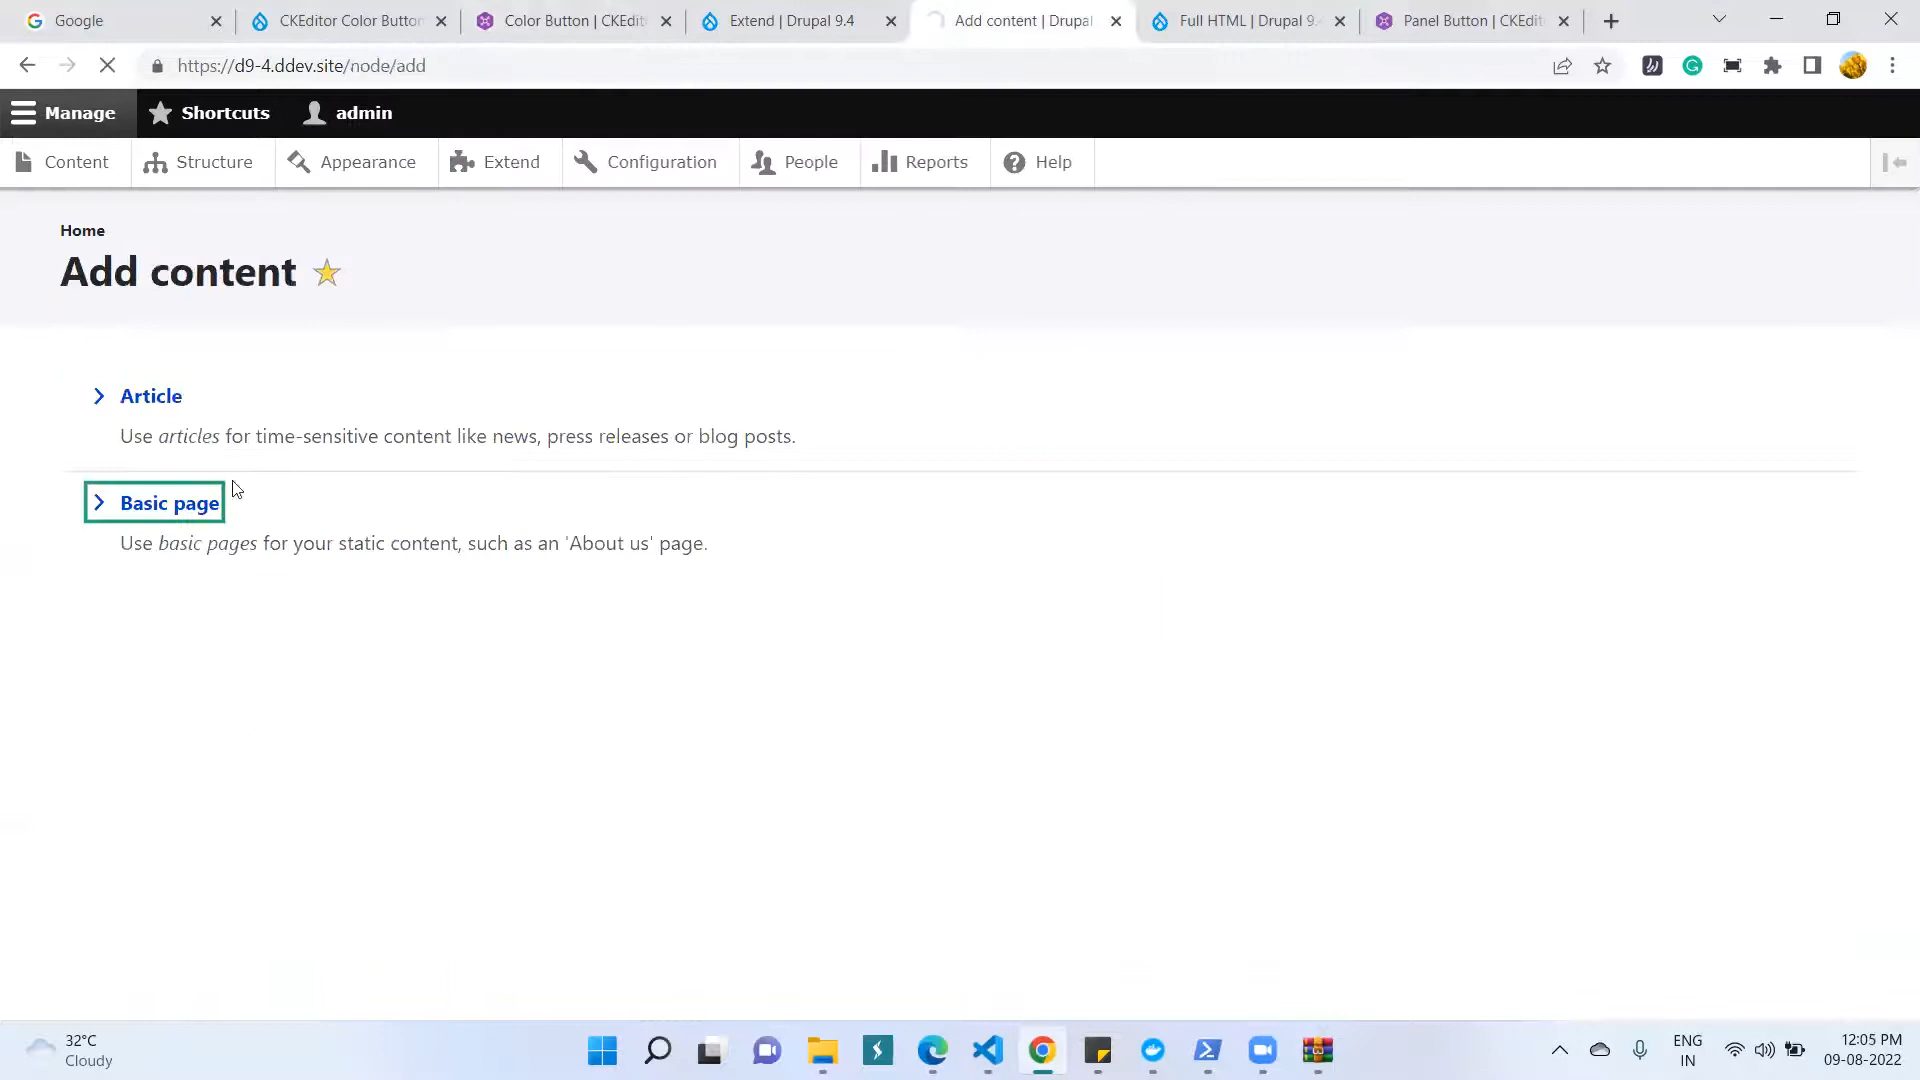 Google
CKEditor Color Button
Color Button | CKEdit
Extend | Drupal 9.4
Add content | Drupal
Full HTML | Drupal 9.4
Panel Button | CKEdit
https://d9-4.ddev.site/node/add
Manage
Shortcuts
admin
Content
Structure
Appearance
Extend
Configuration
People
Reports
Help
Home
Add content
Article
Use articles for time-sensitive content like news, press releases or blog posts.
Basic page
Use basic pages for your static content, such as an 'About us' page.
32°C
Cloudy
ENG
IN
12:05 PM
09-08-2022